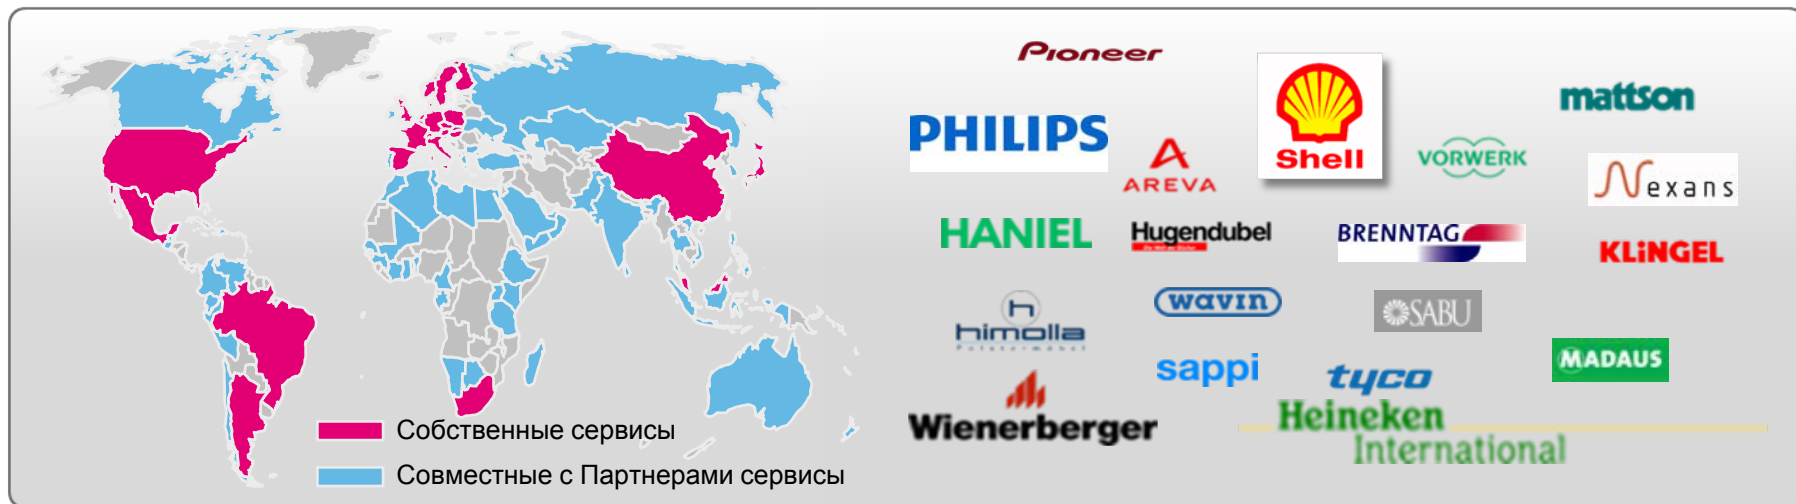 Pioneer
mattson
PHILIPS
Shell
AREVA
VORWERK
Nexans
HANIEL
Hugendubel
BRENNTAG
KLiNGEL
h
himolla
wavin
SABU
sappi
tyco
MADAUS
Wienerberger
Heineken
International
Собственные сервисы
Совместные с Партнерами сервисы